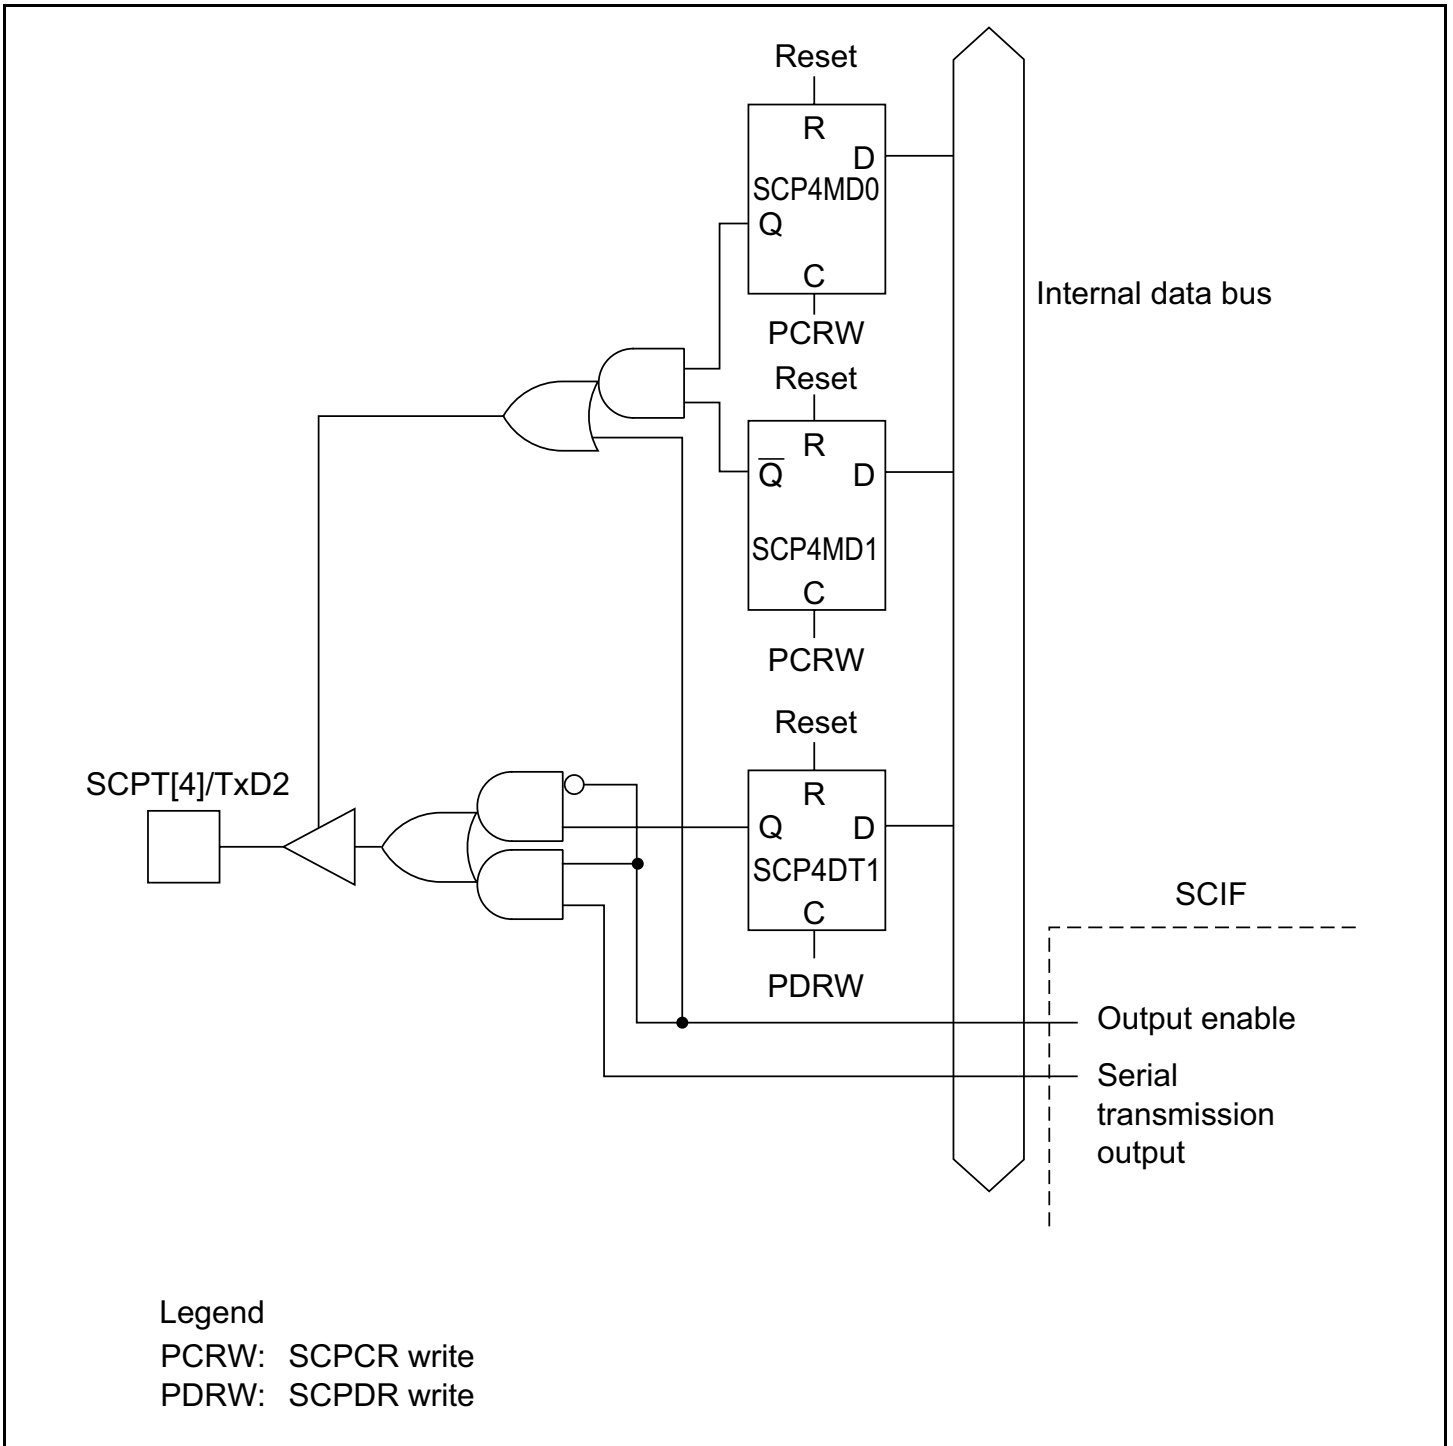 Reset
R
D
SCP4MD0
Q
C
PCRW
Internal data bus
Reset
R
Q̅
D
SCP4MD1
C
PCRW
Reset
SCPT[4]/TxD2
R
Q
D
SCP4DT1
C
PDRW
SCIF
Output enable
Serial
transmission
output
Legend
PCRW: SCPCR write
PDRW: SCPDR write